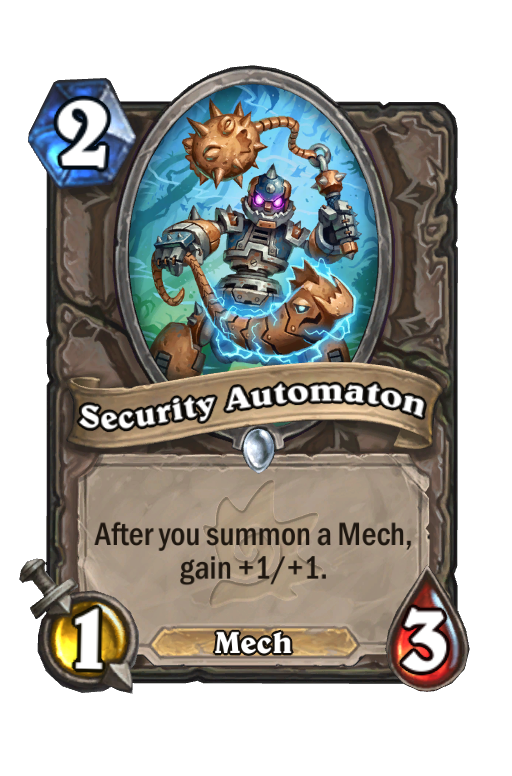 2
Security Automaton
After you summon a Mech,
gain +1/+1.
1
Mech
3